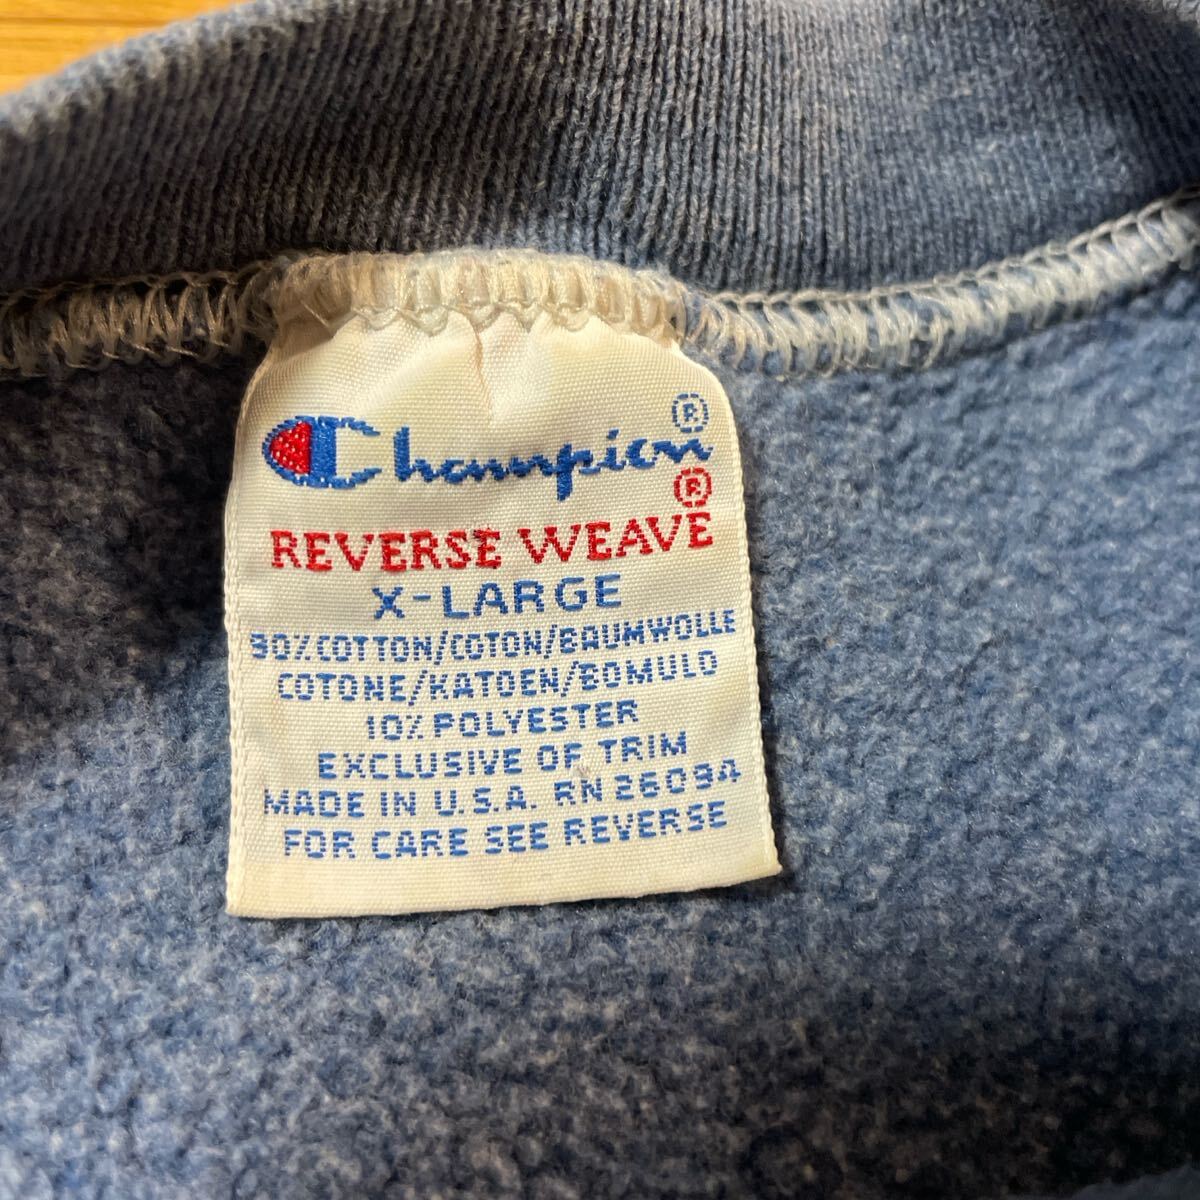 Champion®
REVERSE WEAVE®
X-LARGE
90% COTTON/COTON/BAUMWOLLE
COTONE/KATOEN/BOMULD
10% POLYESTER
EXCLUSIVE OF TRIM
MADE IN U.S.A. RN 26094
FOR CARE SEE REVERSE